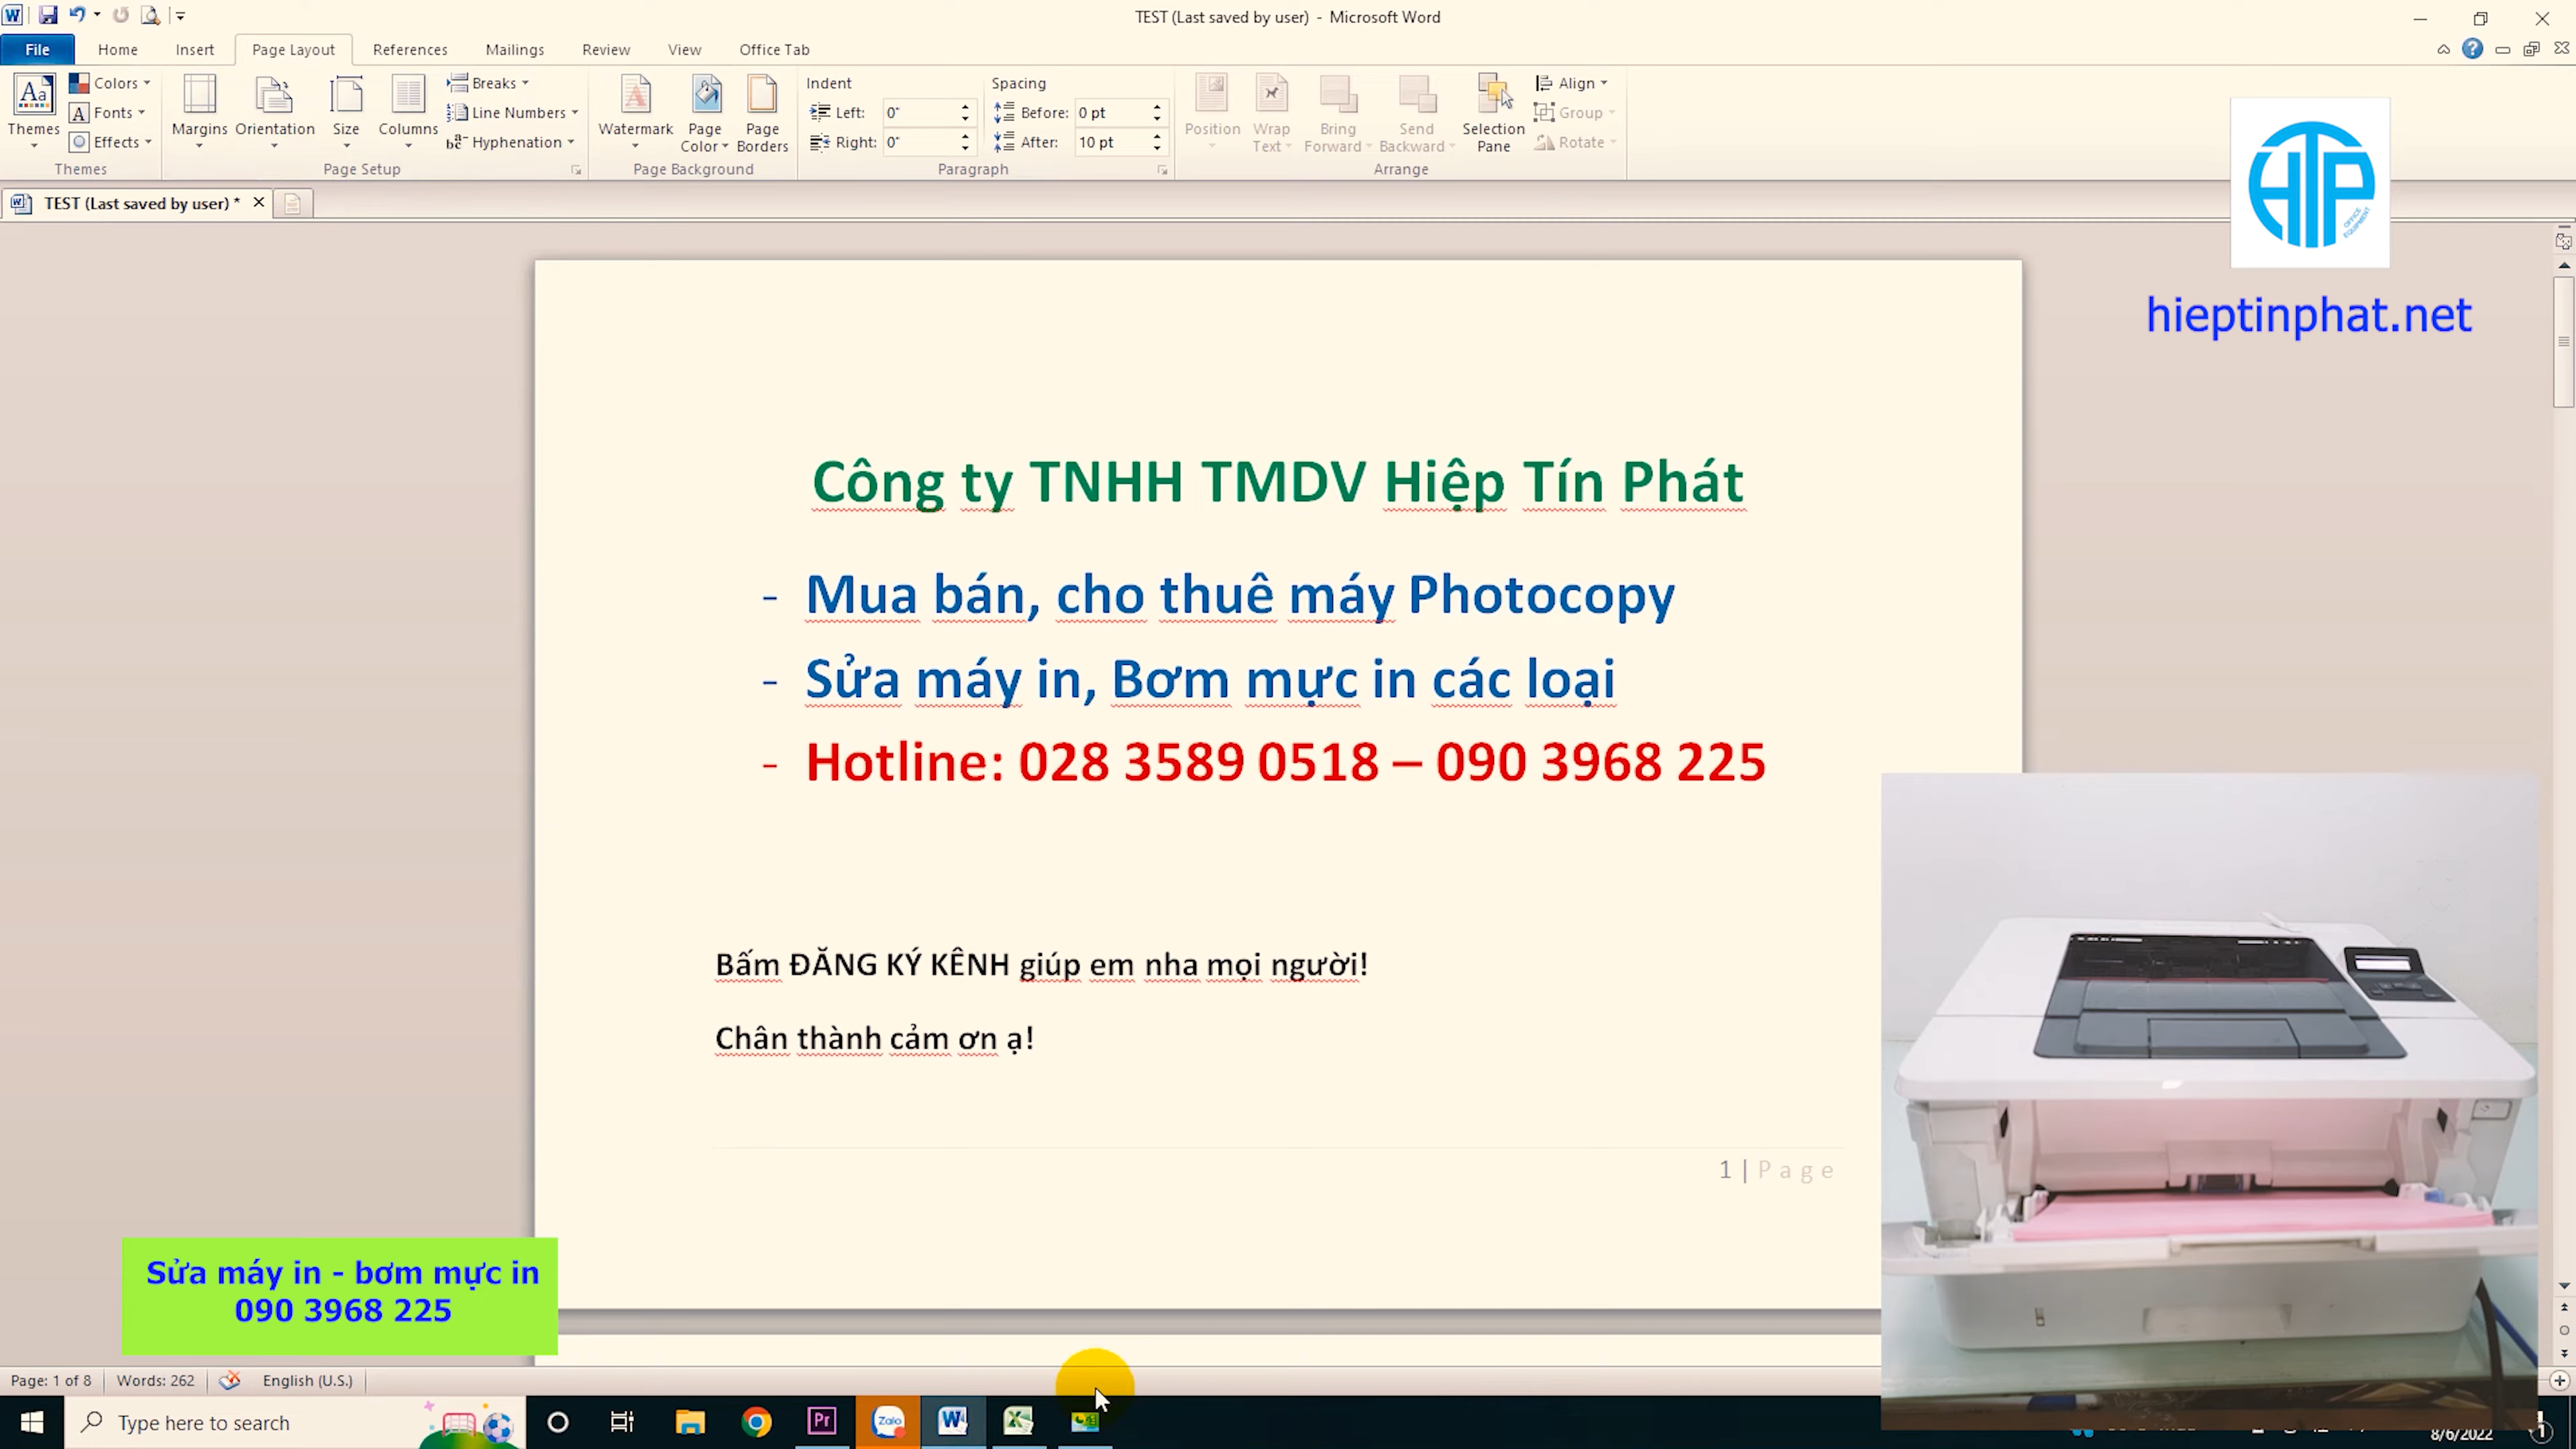 TEST (Last saved by user) - Microsoft Word
File Home Insert Page Layout References Mailings Review View Office Tab
Themes
Colors
Fonts
Effects
Themes
Margins
Orientation
Size
Columns
Breaks
Line Numbers
Hyphenation
Page Setup
Watermark
Page Color
Page Borders
Page Background
Indent
Left: 0"
Right: 0"
Spacing
Before: 0 pt
After: 10 pt
Paragraph
Position
Wrap Text
Bring Forward
Send Backward
Selection Pane
Align
Group
Rotate
Arrange
TEST (Last saved by user) *
HTP
OFFICE EQUIPMENT
hieptinphat.net
Công ty TNHH TMDV Hiệp Tín Phát
- Mua bán, cho thuê máy Photocopy
- Sửa máy in, Bơm mực in các loại
- Hotline: 028 3589 0518 – 090 3968 225
Bấm ĐĂNG KÝ KÊNH giúp em nha mọi người!
Chân thành cảm ơn ạ!
1 | Page
Sửa máy in - bơm mực in
090 3968 225
Page: 1 of 8 Words: 262 English (U.S.)
Type here to search
Pr
Zalo
8/6/2022